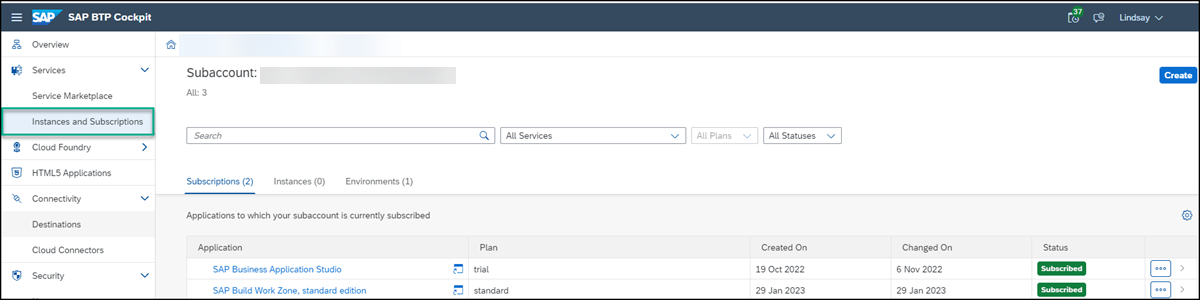 SAP SAP BTP Cockpit 37 Lindsay
Overview
Services
Service Marketplace
Instances and Subscriptions
Cloud Foundry
HTML5 Applications
Connectivity
Destinations
Cloud Connectors
Security
Subaccount:
Create
All: 3
Search All Services All Plans All Statuses
Subscriptions (2) Instances (0) Environments (1)
Applications to which your subaccount is currently subscribed
Application Plan Created On Changed On Status
SAP Business Application Studio trial 19 Oct 2022 6 Nov 2022 Subscribed
SAP Build Work Zone, standard edition standard 29 Jan 2023 29 Jan 2023 Subscribed